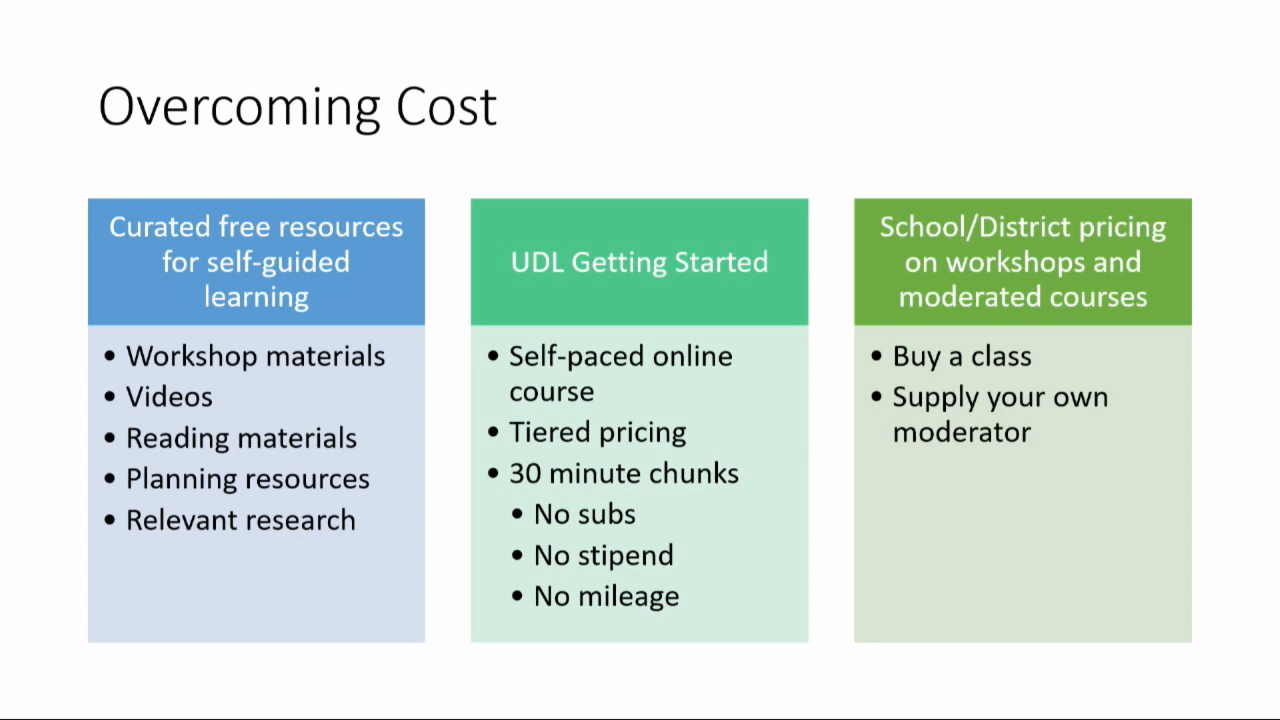 Overcoming Cost
Curated free resources
for self-guided
learning
• Workshop materials
• Videos
• Reading materials
• Planning resources
• Relevant research
UDL Getting Started
• Self-paced online
course
• Tiered pricing
• 30 minute chunks
• No subs
• No stipend
• No mileage
School/District pricing
on workshops and
moderated courses
• Buy a class
• Supply your own
moderator